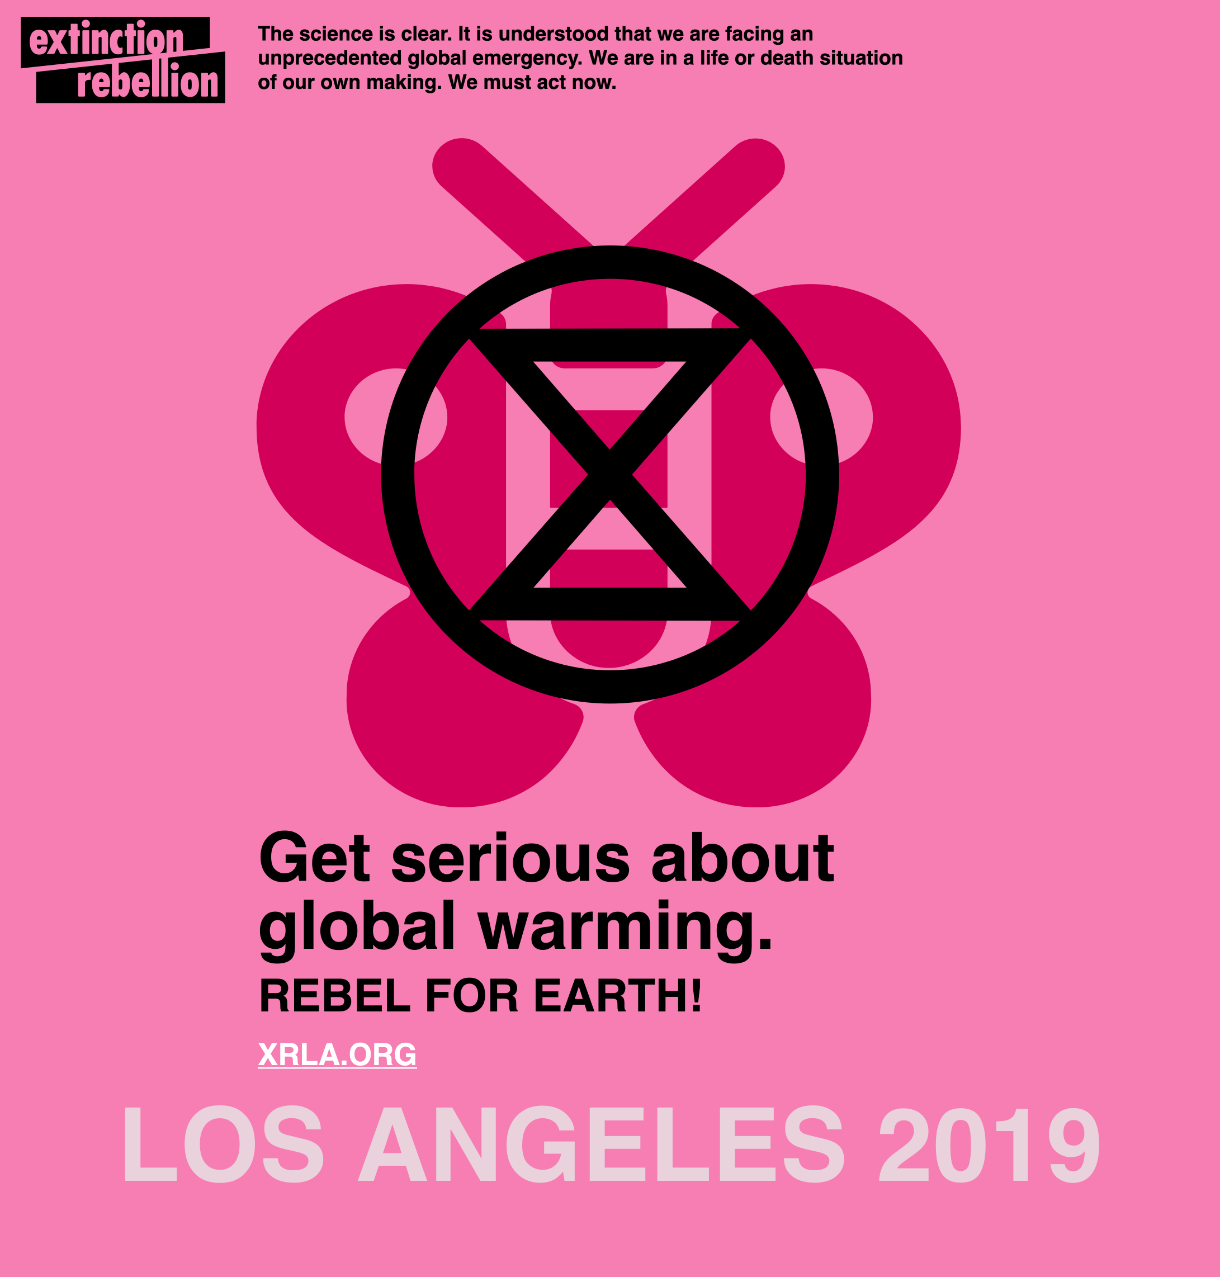 extinction
rebellion
The science is clear. It is understood that we are facing an
unprecedented global emergency. We are in a life or death situation
of our own making. We must act now.
Get serious about
global warming.
REBEL FOR EARTH!
XRLA.ORG
LOS ANGELES 2019